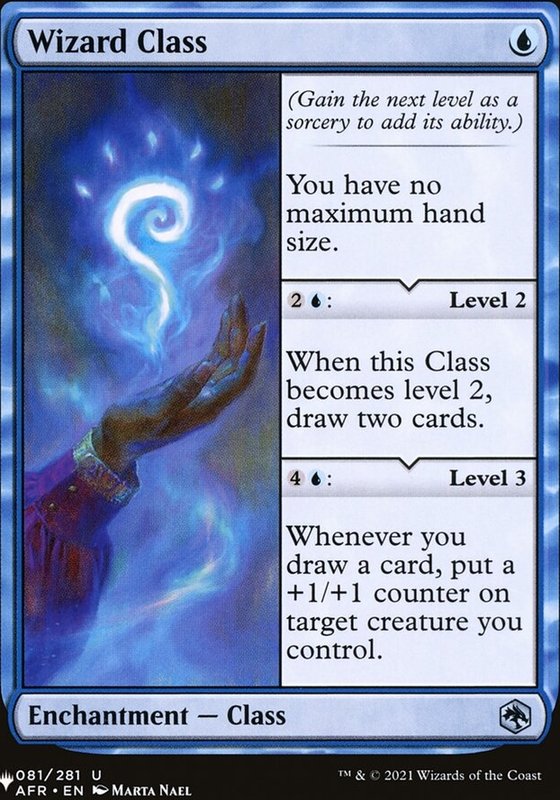 Wizard Class
(Gain the next level as a
sorcery to add its ability.)
You have no
maximum hand
size.
2 : Level 2
When this Class
becomes level 2,
draw two cards.
4 : Level 3
Whenever you
draw a card, put a
+1/+1 counter on
target creature you
control.
Enchantment — Class
081/281 U
AFR • EN Marta Nael
™ & © 2021 Wizards of the Coast